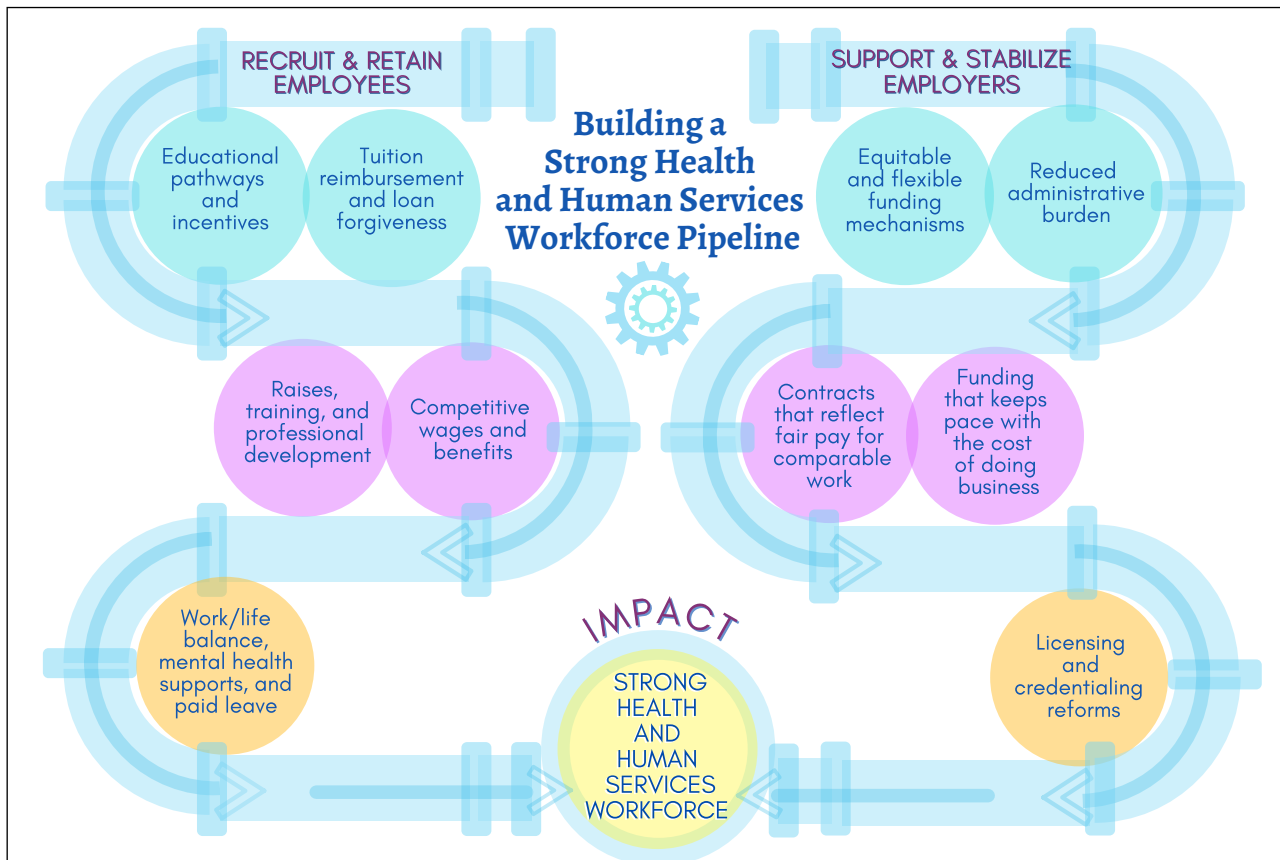 RECRUIT & RETAIN
EMPLOYEES
SUPPORT & STABILIZE
EMPLOYERS
Building a
Strong Health
and Human Services
Workforce Pipeline
Educational
pathways
and
incentives
Tuition
reimbursement
and loan
forgiveness
Equitable
and flexible
funding
mechanisms
Reduced
administrative
burden
Raises,
training, and
professional
development
Competitive
wages and
benefits
Contracts
that reflect
fair pay for
comparable
work
Funding
that keeps
pace with
the cost
of doing
business
Work/life
balance,
mental health
supports, and
paid leave
Licensing
and
credentialing
reforms
IMPACT
STRONG
HEALTH
AND
HUMAN
SERVICES
WORKFORCE